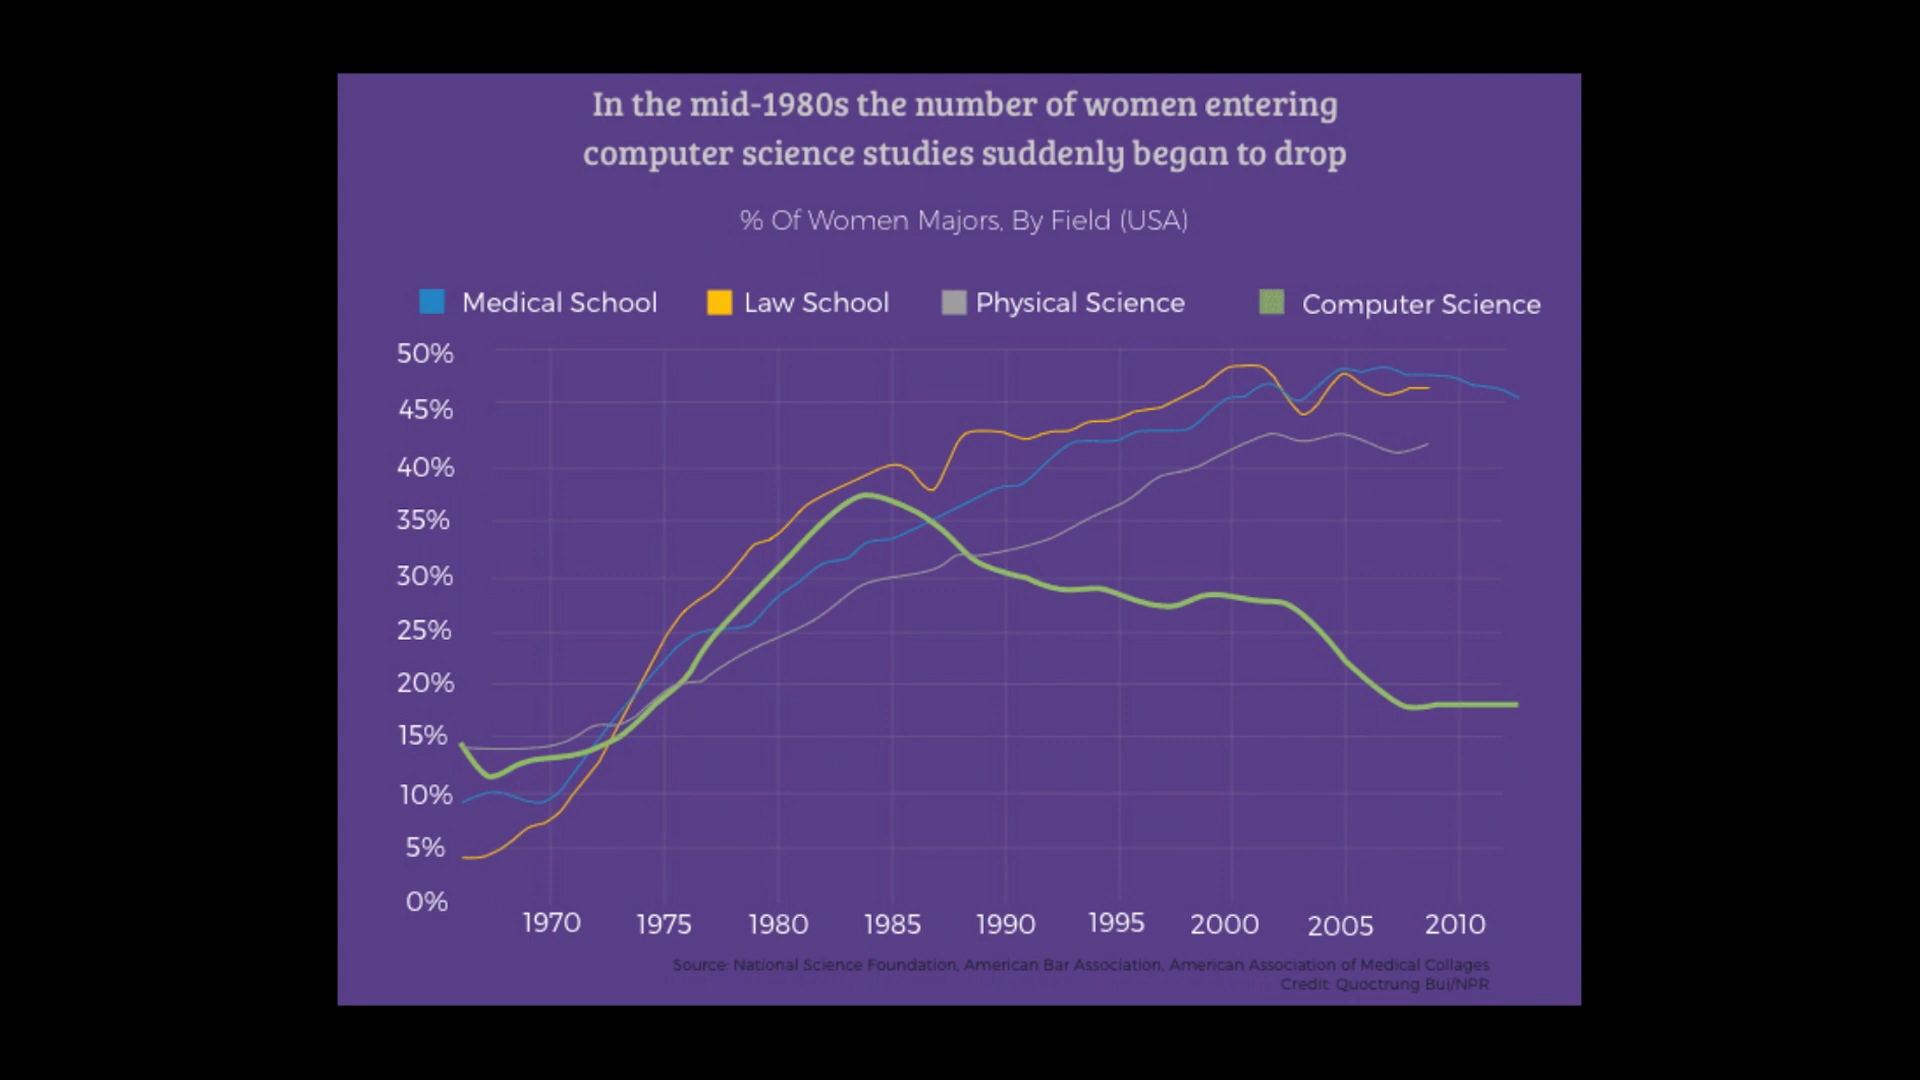 In the mid-1980s the number of women entering
computer science studies suddenly began to drop
% Of Women Majors, By Field (USA)
Medical School Law School Physical Science Computer Science
50%
45%
40%
35%
30%
25%
20%
15%
10%
5%
0%
1970 1975 1980 1985 1990 1995 2000 2005 2010
Source: National Science Foundation, American Bar Association, American Association of Medical Collages
Credit: Quoctrung Bui/NPR